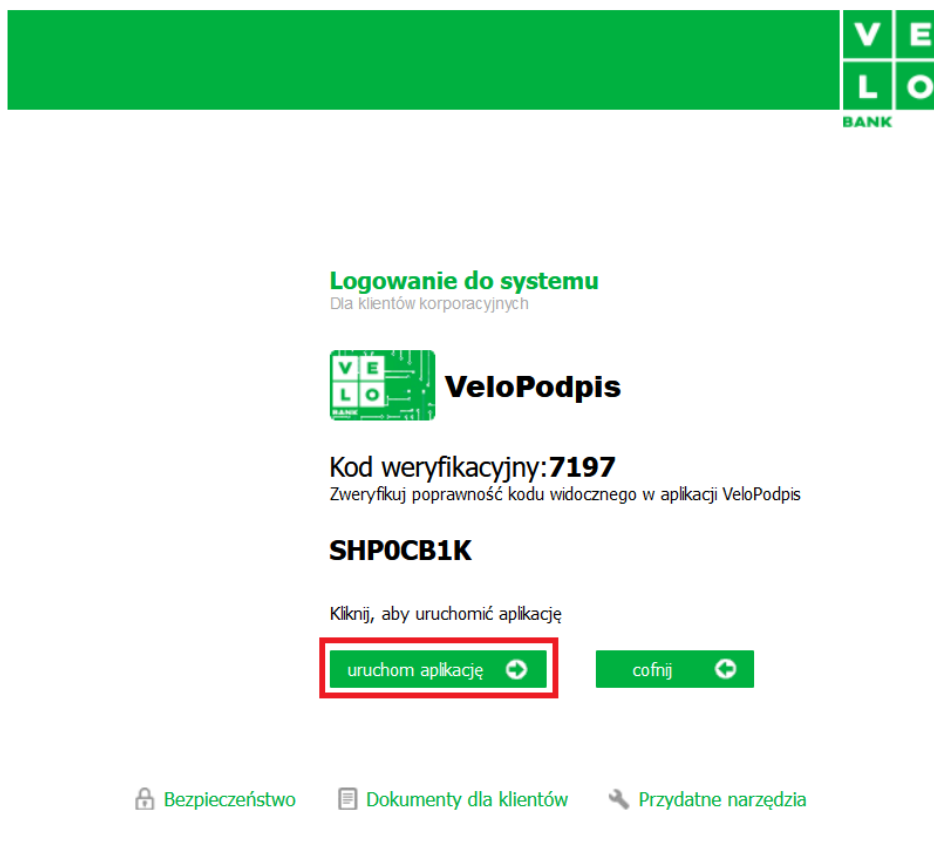 V E
L O
BANK
Logowanie do systemu
Dla klientów korporacyjnych
V E
L O
BANK
VeloPodpis
Kod weryfikacyjny:7197
Zweryfikuj poprawność kodu widocznego w aplikacji VeloPodpis
SHP0CB1K
Kliknij, aby uruchomić aplikację
uruchom aplikację cofnij
Bezpieczeństwo Dokumenty dla klientów Przydatne narzędzia